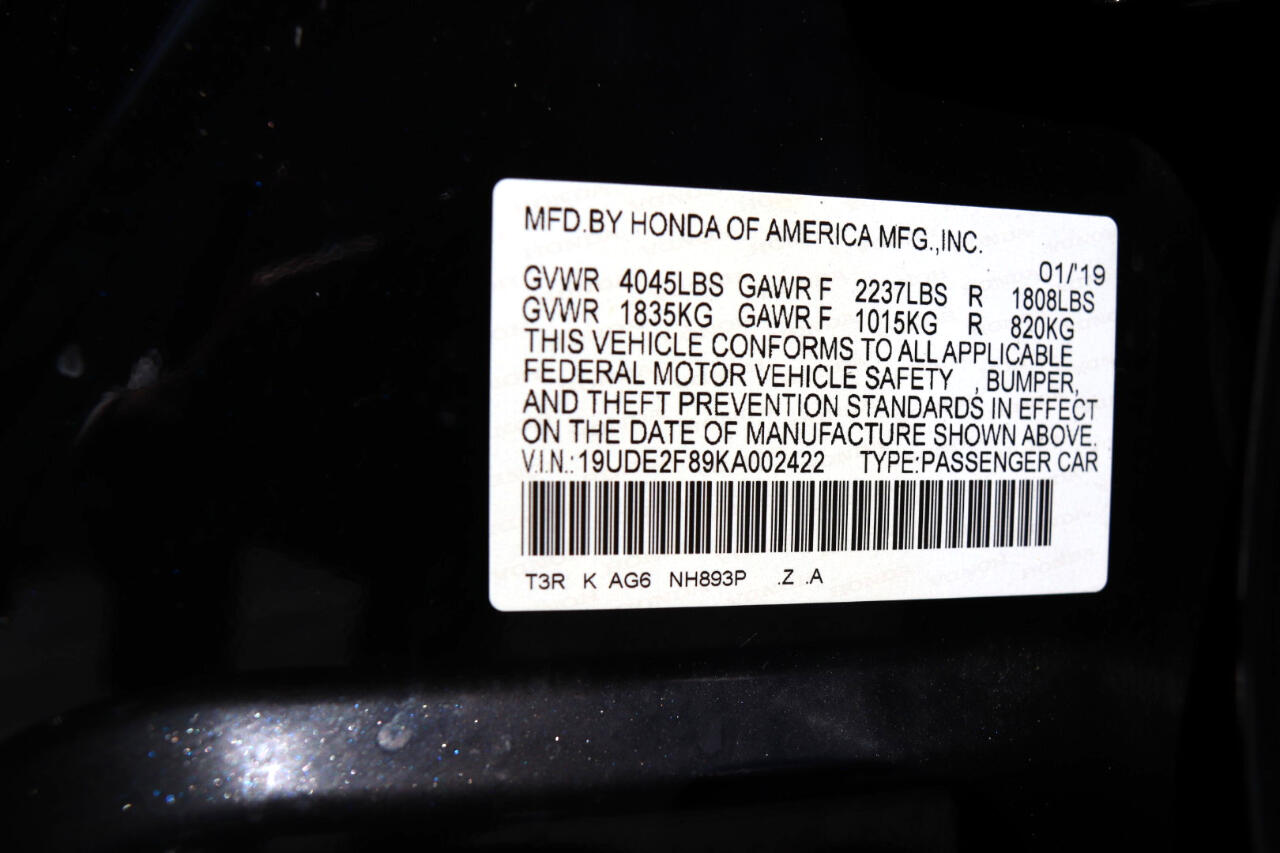 MFD.BY HONDA OF AMERICA MFG.,INC.
01/'19
GVWR 4045LBS GAWR F 2237LBS R 1808LBS
GVWR 1835KG GAWR F 1015KG R 820KG
THIS VEHICLE CONFORMS TO ALL APPLICABLE
FEDERAL MOTOR VEHICLE SAFETY , BUMPER,
AND THEFT PREVENTION STANDARDS IN EFFECT
ON THE DATE OF MANUFACTURE SHOWN ABOVE.
V.I.N.:19UDE2F89KA002422 TYPE:PASSENGER CAR
T3R K AG6 NH893P .Z .A